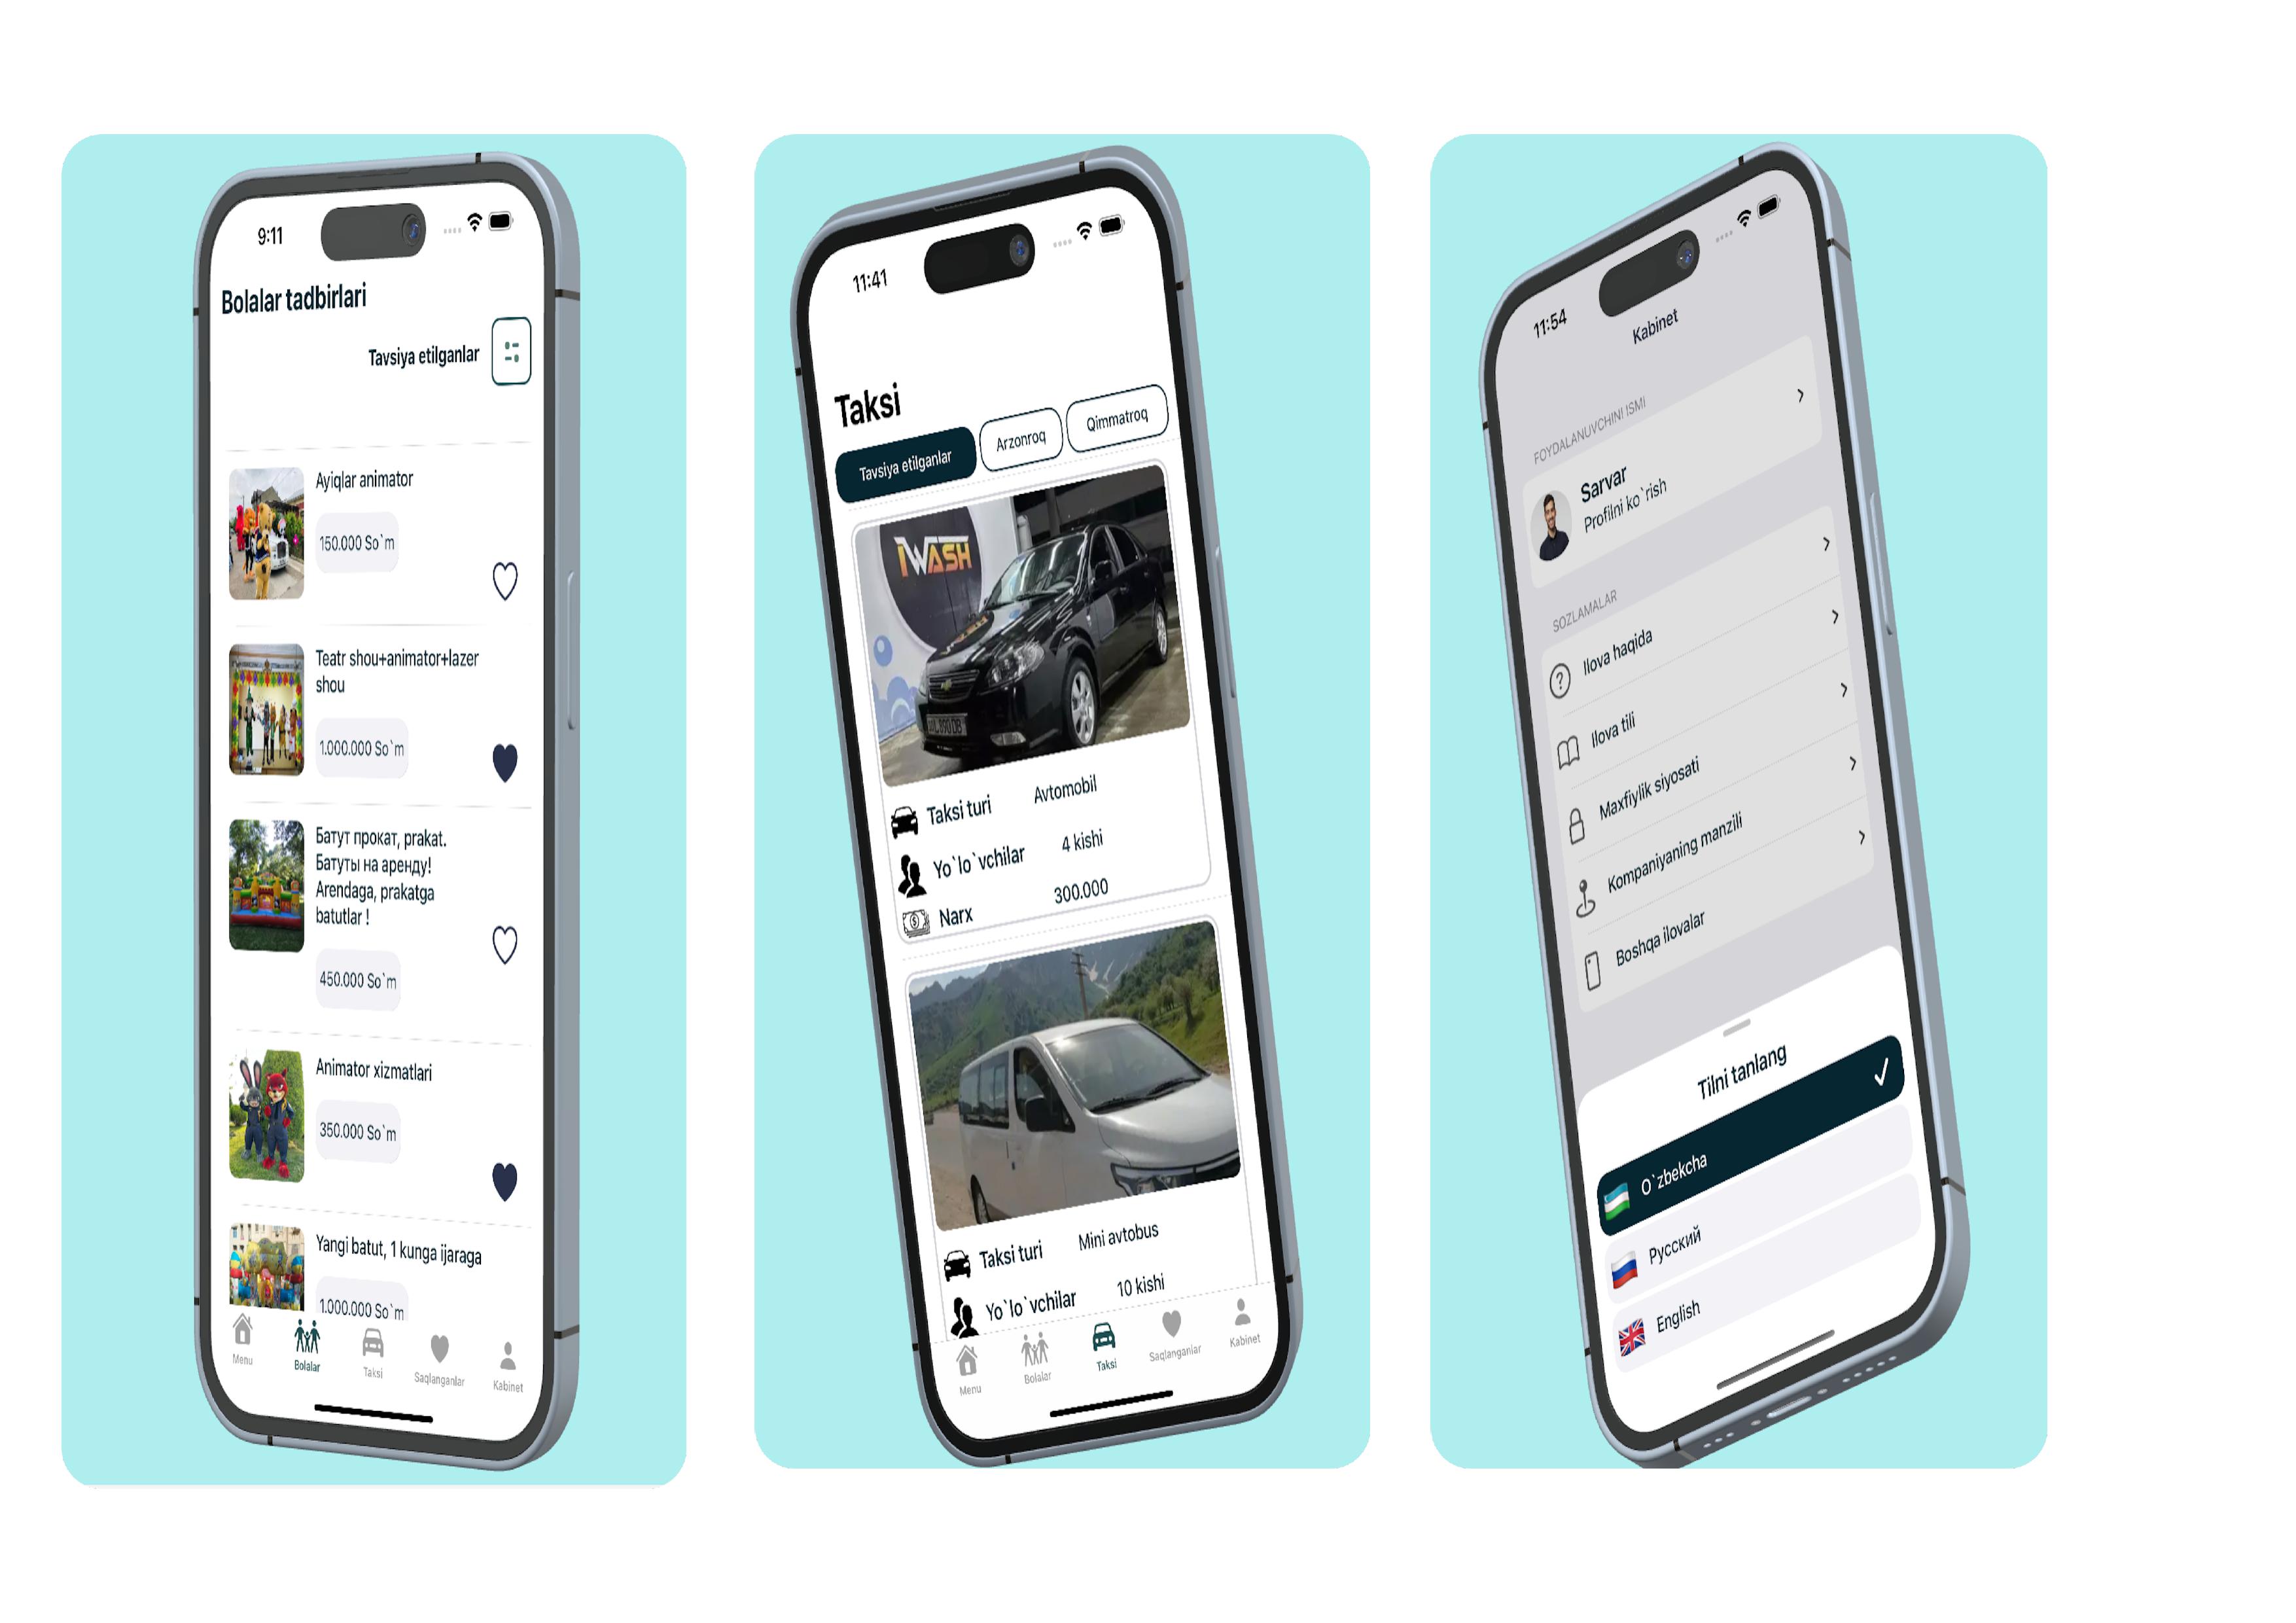 9:11
Bolalar tadbirlari
Tavsiya etilganlar
Ayiqlar animator
150.000 So`m
Teatr shou+animator+lazer
shou
1.000.000 So`m
Батут прокат, prakat.
Батуты на аренду!
Arendaga, prakatga
batutlar !
450.000 So`m
Animator xizmatlari
350.000 So`m
Yangi batut, 1 kunga ijaraga
1.000.000 So`m
Menu
Bolalar
Taksi
Saqlanganlar
Kabinet
11:41
Taksi
Tavsiya etilganlar
Arzonroq
Qimmatroq
iWASH
Taksi turi Avtomobil
Yo`lo`vchilar 4 kishi
Narx 300.000
Taksi turi Mini avtobus
Yo`lo`vchilar 10 kishi
Menu
Bolalar
Taksi
Saqlanganlar
Kabinet
11:54
Kabinet
FOYDALANUVCHINI ISMI
Sarvar
Profilni ko`rish
SOZLAMALAR
Ilova haqida
Ilova tili
Maxfiylik siyosati
Kompaniyaning manzili
Boshqa ilovalar
Tilni tanlang
O`zbekcha
Русский
English